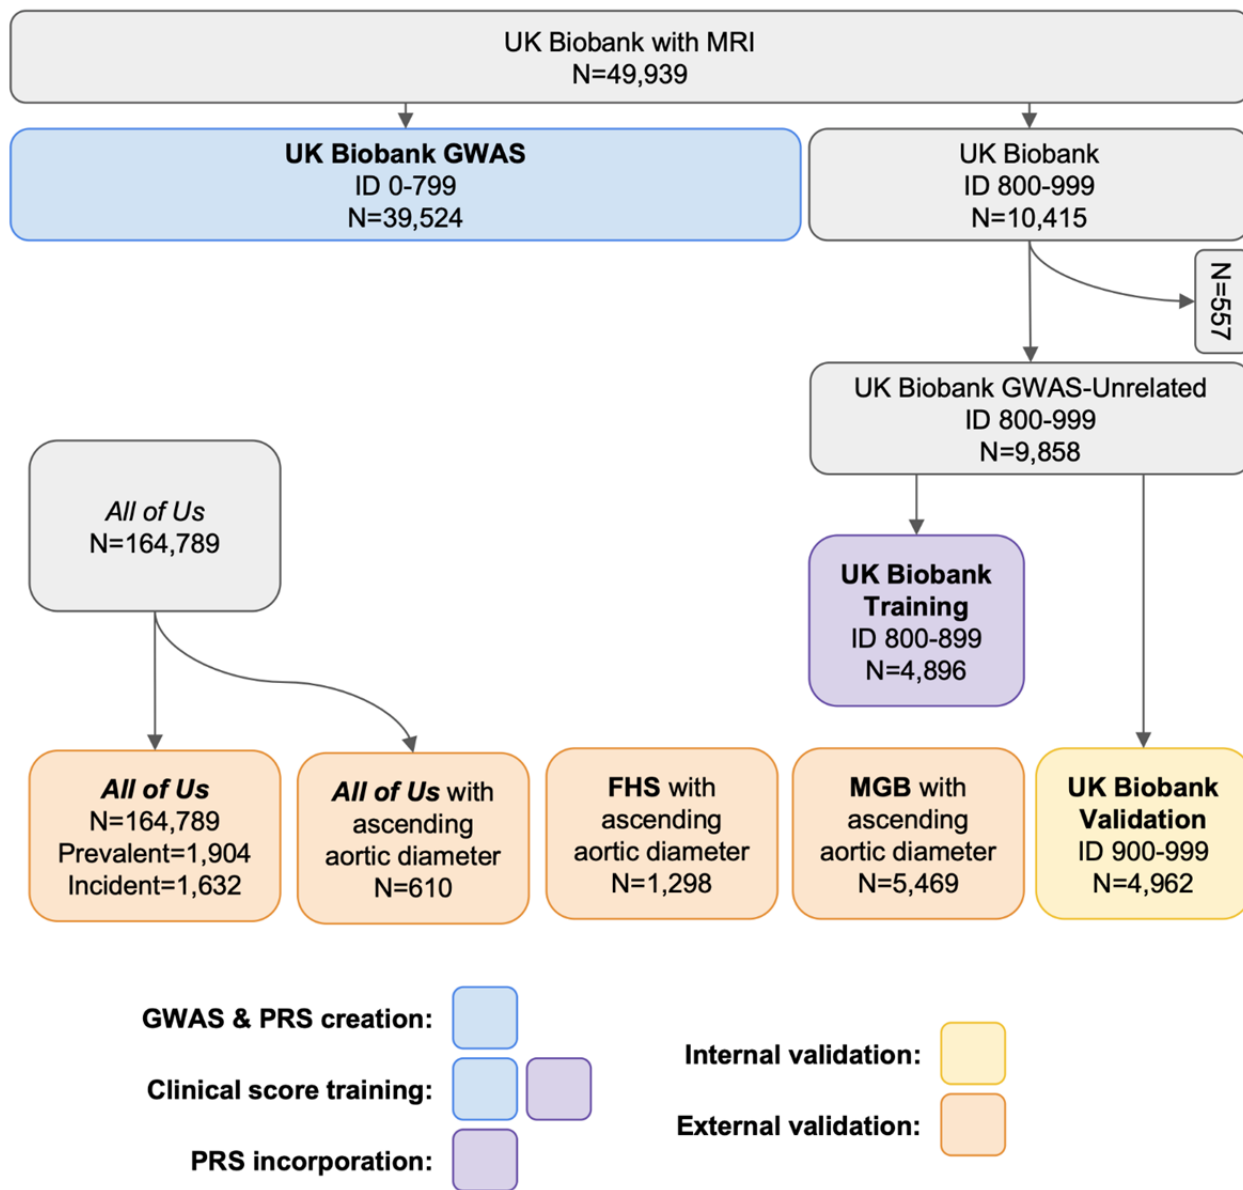 UK Biobank with MRI
N=49,939
UK Biobank GWAS
ID 0-799
N=39,524
UK Biobank
ID 800-999
N=10,415
N=557
UK Biobank GWAS-Unrelated
ID 800-999
N=9,858
All of Us
N=164,789
UK Biobank
Training
ID 800-899
N=4,896
All of Us
N=164,789
Prevalent=1,904
Incident=1,632
All of Us with
ascending
aortic diameter
N=610
FHS with
ascending
aortic diameter
N=1,298
MGB with
ascending
aortic diameter
N=5,469
UK Biobank
Validation
ID 900-999
N=4,962
GWAS & PRS creation:
Clinical score training:
PRS incorporation:
Internal validation:
External validation: